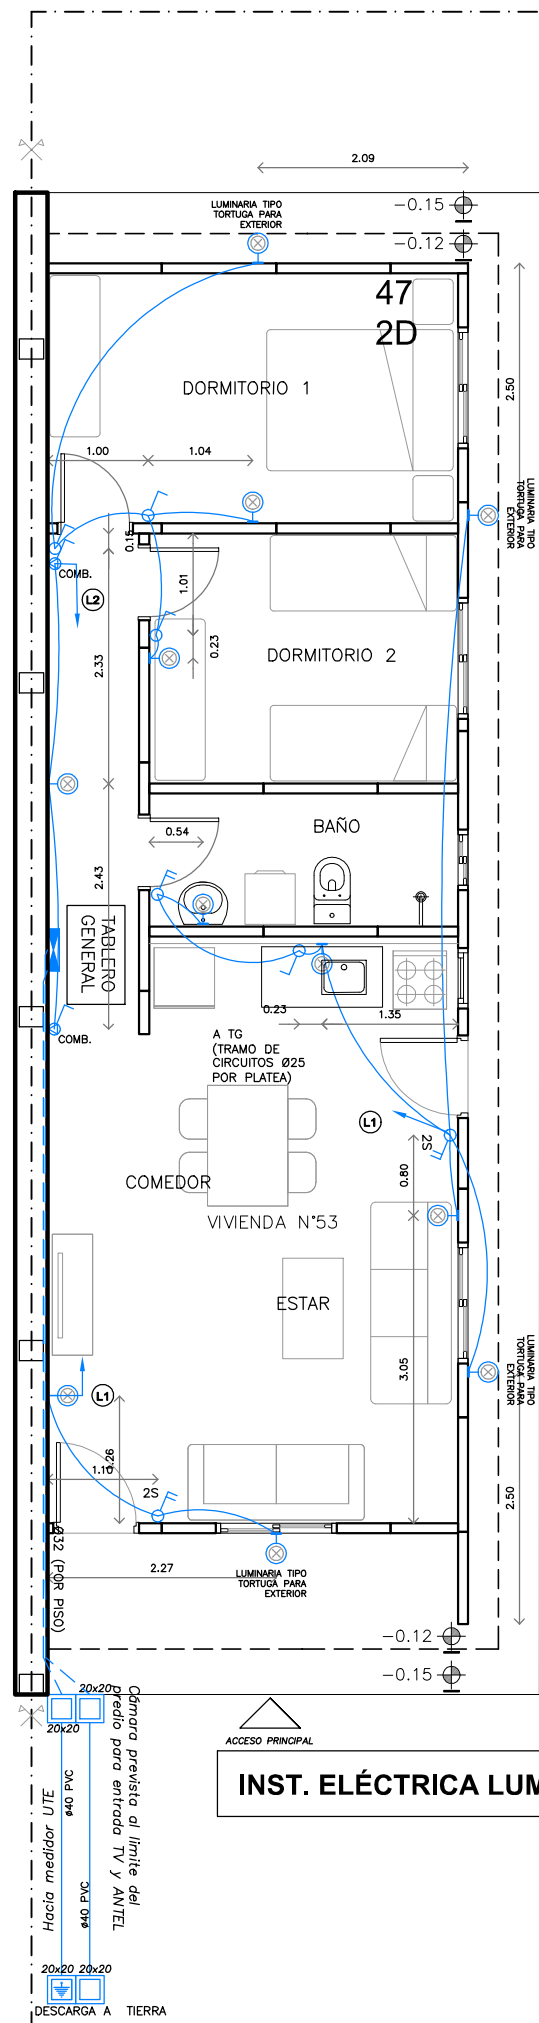 2.09
LUMINARIA TIPO
TORTUGA PARA
EXTERIOR
-0.15
-0.12
47
2D
DORMITORIO 1
2.50
1.00
1.04
LUMINARIA TIPO
TORTUGA PARA
EXTERIOR
0.15
COMB.
L2
1.01
0.23
2.33
DORMITORIO 2
BAÑO
0.54
2.43
TABLERO
GENERAL
COMB.
0.23
1.35
A TG
(TRAMO DE
CIRCUITOS Ø25
POR PLATEA)
L1
2S
0.80
COMEDOR
VIVIENDA N°53
ESTAR
3.05
LUMINARIA TIPO
TORTUGA PARA
EXTERIOR
L1
1.26
1.10
2S
250
Ø32 (POR PISO)
2.27
LUMINARIA TIPO
TORTUGA PARA
EXTERIOR
-0.12
-0.15
20x20
20x20
ACCESO PRINCIPAL
INST. ELÉCTRICA LUM
Cámara prevista al limite del
predio para entrada TV y ANTEL
Hacia medidor UTE
ø40 PVC
ø40 PVC
20x20 20x20
DESCARGA A TIERRA